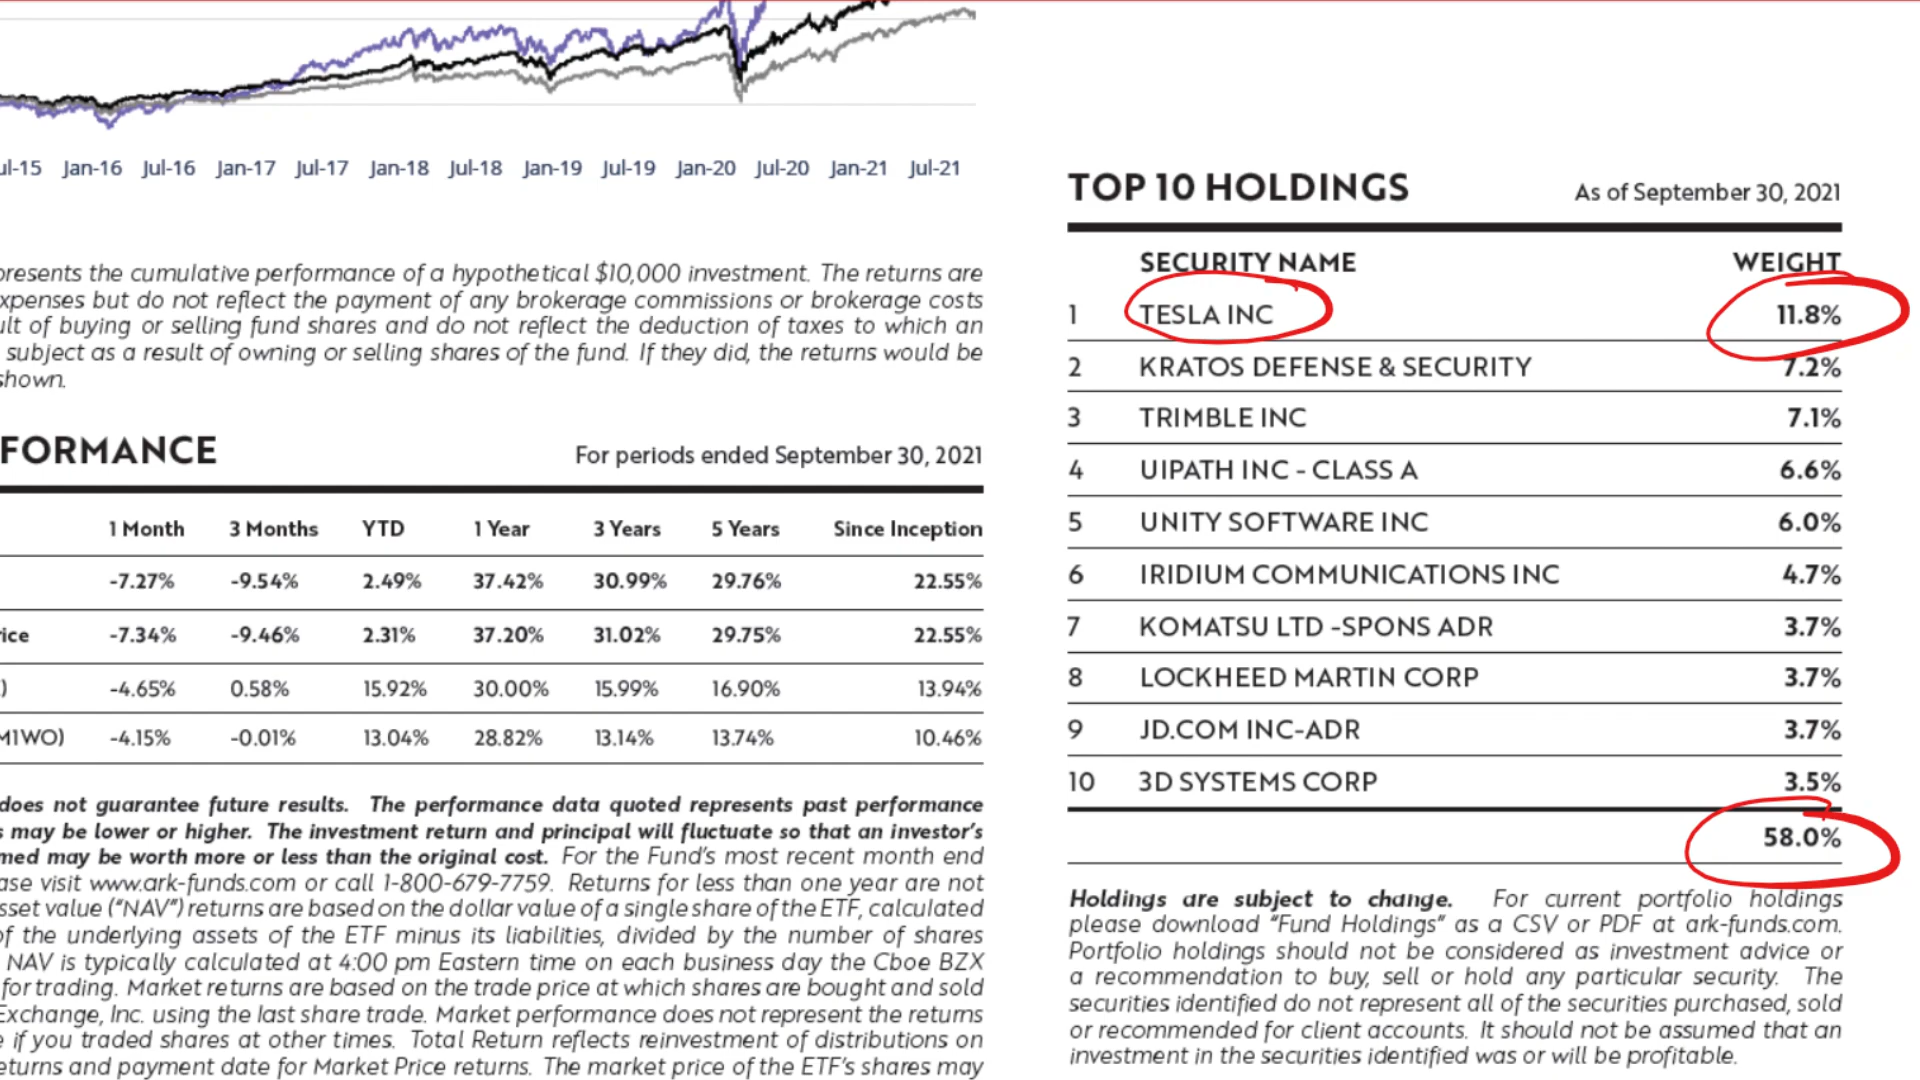 ul-15 Jan-16 Jul-16 Jan-17 Jul-17 Jan-18 Jul-18 Jan-19 Jul-19 Jan-20 Jul-20 Jan-21 Jul-21
presents the cumulative performance of a hypothetical $10,000 investment. The returns are
xpenses but do not reflect the payment of any brokerage commissions or brokerage costs
ult of buying or selling fund shares and do not reflect the deduction of taxes to which an
subject as a result of owning or selling shares of the fund. If they did, the returns would be
shown.
FORMANCE For periods ended September 30, 2021
1 Month 3 Months YTD 1 Year 3 Years 5 Years Since Inception
-7.27% -9.54% 2.49% 37.42% 30.99% 29.76% 22.55%
rice -7.34% -9.46% 2.31% 37.20% 31.02% 29.75% 22.55%
) -4.65% 0.58% 15.92% 30.00% 15.99% 16.90% 13.94%
M1WO) -4.15% -0.01% 13.04% 28.82% 13.14% 13.74% 10.46%
does not guarantee future results. The performance data quoted represents past performance
s may be lower or higher. The investment return and principal will fluctuate so that an investor's
med may be worth more or less than the original cost. For the Fund's most recent month end
ase visit www.ark-funds.com or call 1-800-679-7759. Returns for less than one year are not
sset value ("NAV") returns are based on the dollar value of a single share of the ETF, calculated
of the underlying assets of the ETF minus its liabilities, divided by the number of shares
NAV is typically calculated at 4:00 pm Eastern time on each business day the Cboe BZX
for trading. Market returns are based on the trade price at which shares are bought and sold
Exchange, Inc. using the last share trade. Market performance does not represent the returns
e if you traded shares at other times. Total Return reflects reinvestment of distributions on
eturns and payment date for Market Price returns. The market price of the ETF's shares may
TOP 10 HOLDINGS As of September 30, 2021
SECURITY NAME WEIGHT
1 TESLA INC 11.8%
2 KRATOS DEFENSE & SECURITY 7.2%
3 TRIMBLE INC 7.1%
4 UIPATH INC - CLASS A 6.6%
5 UNITY SOFTWARE INC 6.0%
6 IRIDIUM COMMUNICATIONS INC 4.7%
7 KOMATSU LTD -SPONS ADR 3.7%
8 LOCKHEED MARTIN CORP 3.7%
9 JD.COM INC-ADR 3.7%
10 3D SYSTEMS CORP 3.5%
58.0%
Holdings are subject to change. For current portfolio holdings
please download "Fund Holdings" as a CSV or PDF at ark-funds.com.
Portfolio holdings should not be considered as investment advice or
a recommendation to buy, sell or hold any particular security. The
securities identified do not represent all of the securities purchased, sold
or recommended for client accounts. It should not be assumed that an
investment in the securities identified was or will be profitable.